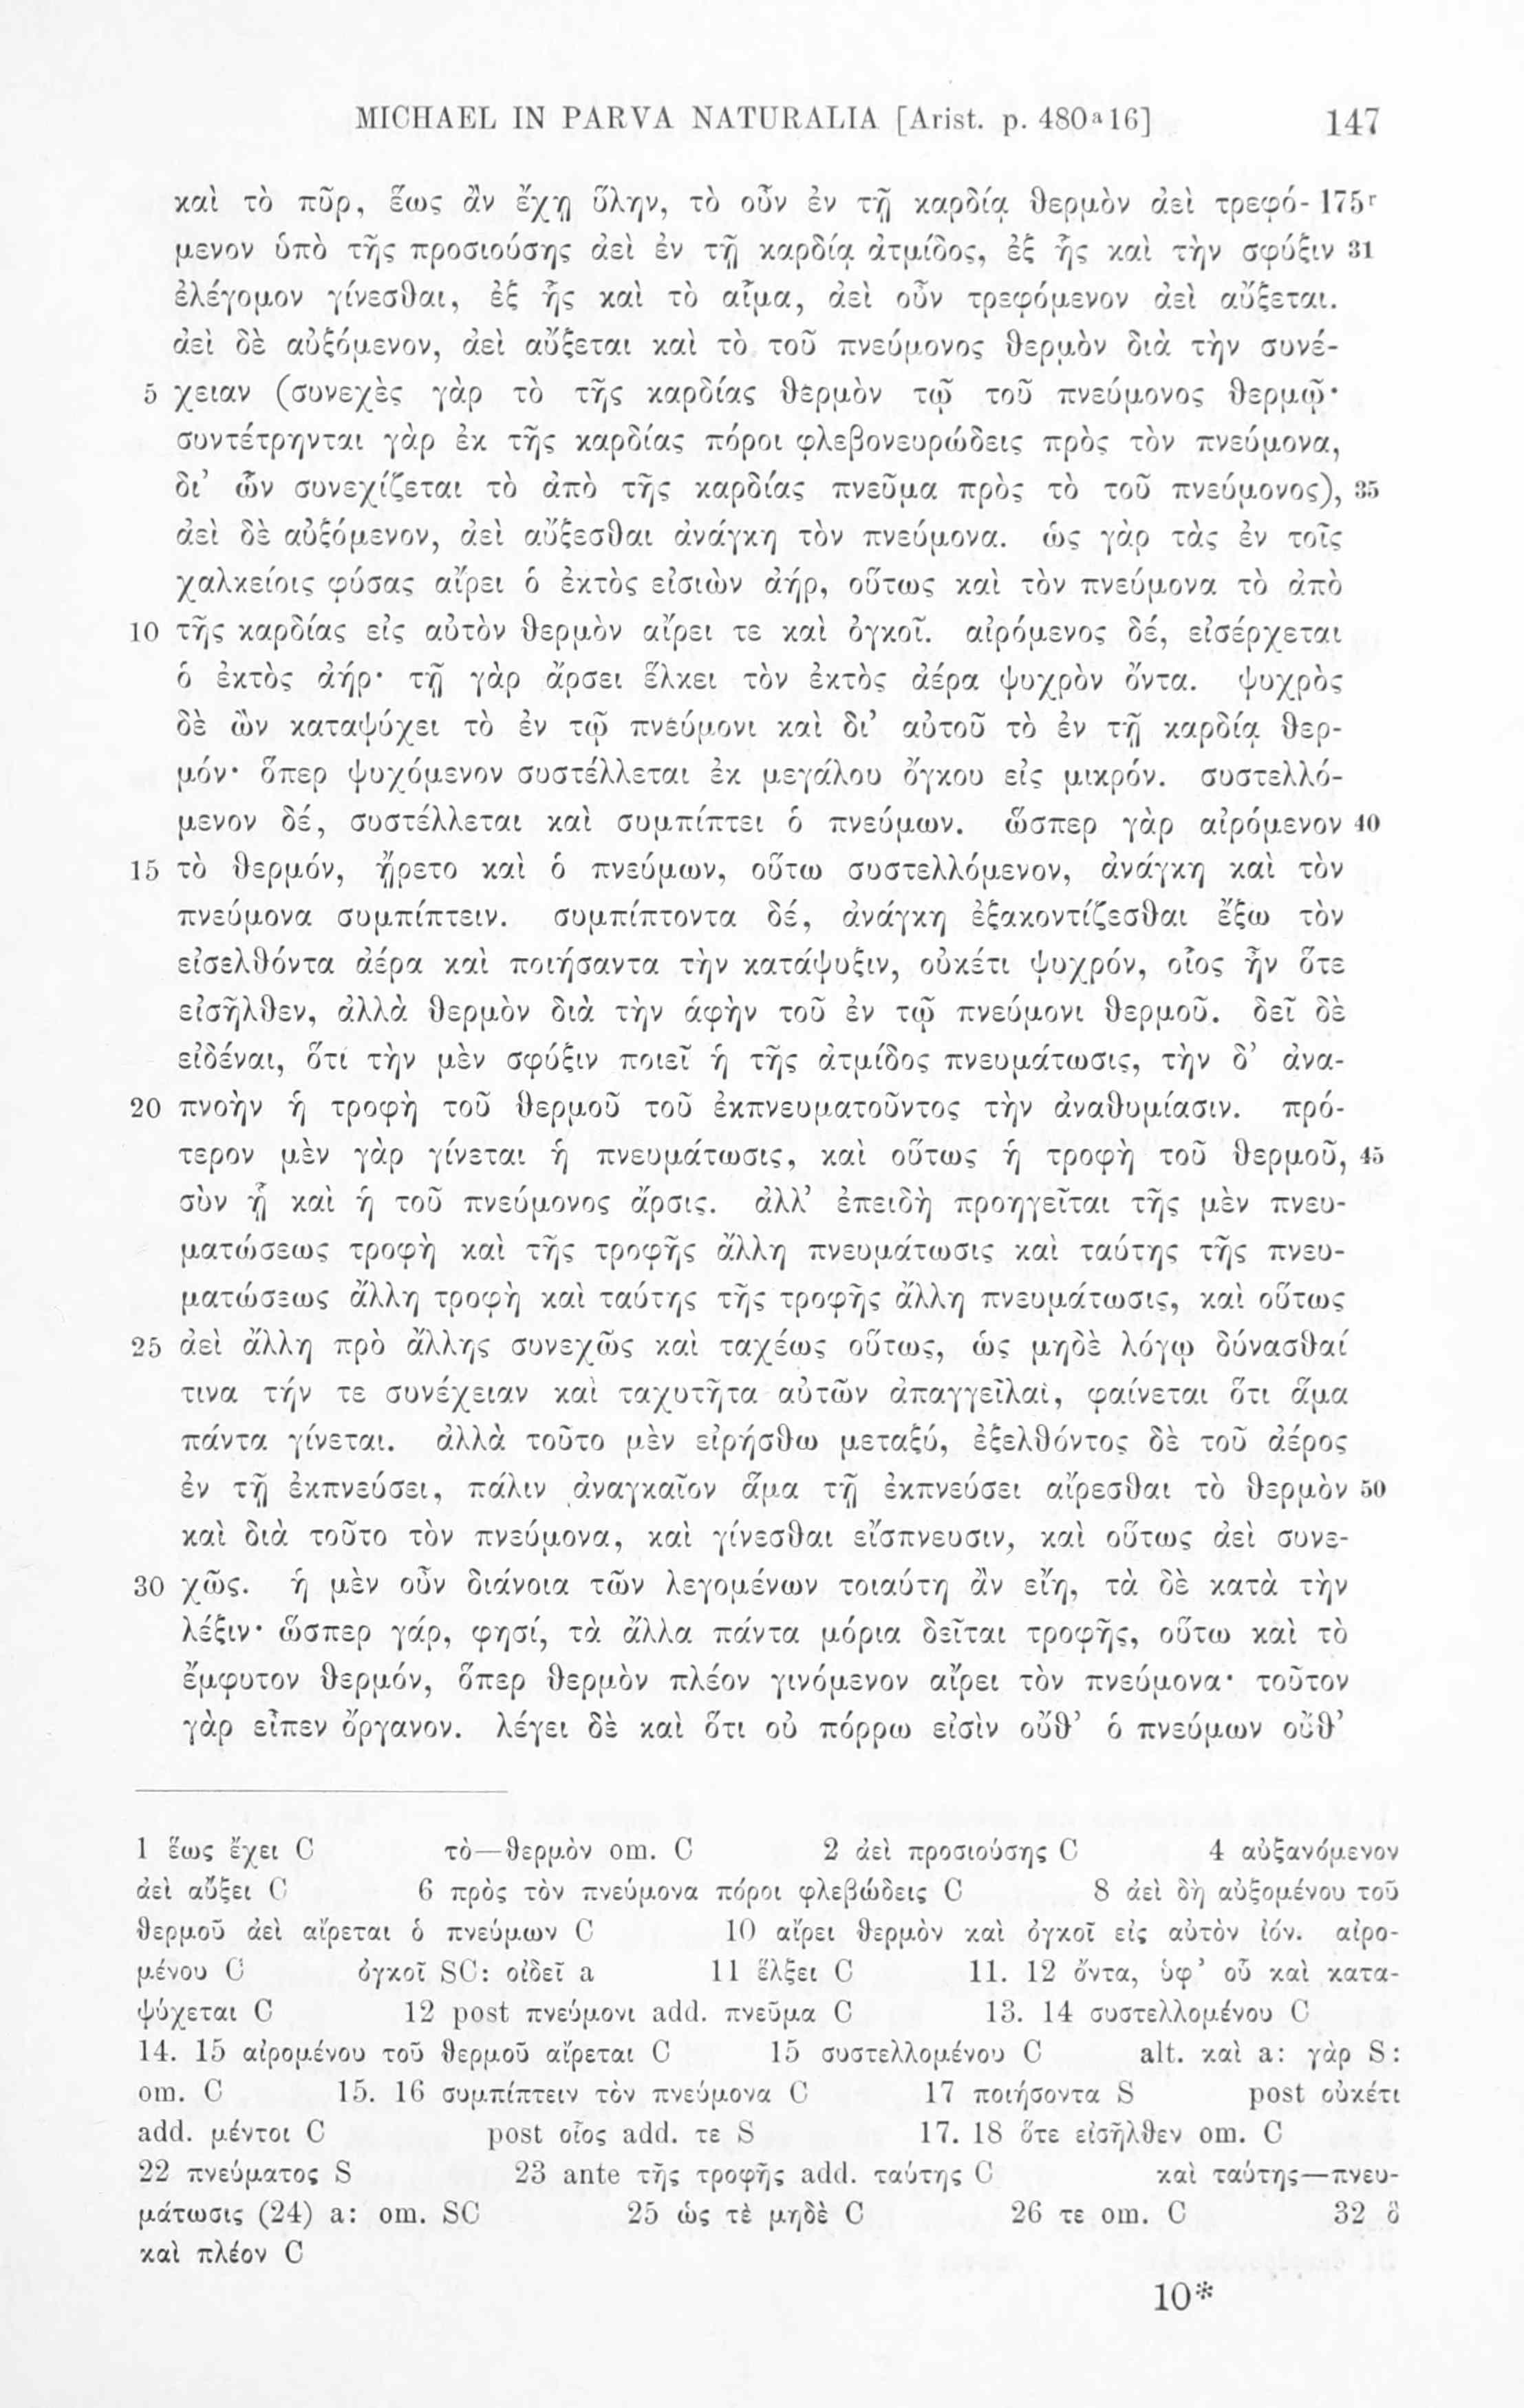 MICHAEL IN PARVA NATURALIA [Arist. p. 480ª16] 147
καὶ τὸ πῦρ, ἕως ἂν ἔχῃ ὕλην, τὸ οὖν ἐν τῇ καρδίᾳ θερμὸν ἀεὶ τρεφό- 175ʳ
μενον ὑπὸ τῆς προσιούσης ἀεὶ ἐν τῇ καρδίᾳ ἀτμίδος, ἐξ ἧς καὶ τὴν σφύξιν 31
ἐλέγομον γίνεσθαι, ἐξ ἧς καὶ τὸ αἷμα, ἀεὶ οὖν τρεφόμενον ἀεὶ αὔξεται.
ἀεὶ δὲ αὐξόμενον, ἀεὶ αὔξεται καὶ τὸ τοῦ πνεύμονος θερμὸν διὰ τὴν συνέ-
5 χειαν (συνεχὲς γὰρ τὸ τῆς καρδίας θερμὸν τῷ τοῦ πνεύμονος θερμῷ·
συντέτρηνται γὰρ ἐκ τῆς καρδίας πόροι φλεβονευρώδεις πρὸς τὸν πνεύμονα,
δι’ ὧν συνεχίζεται τὸ ἀπὸ τῆς καρδίας πνεῦμα πρὸς τὸ τοῦ πνεύμονος), 35
ἀεὶ δὲ αὐξόμενον, ἀεὶ αὔξεσθαι ἀνάγκη τὸν πνεύμονα. ὡς γὰρ τὰς ἐν τοῖς
χαλκείοις φύσας αἴρει ὁ ἐκτὸς εἰσιὼν ἀήρ, οὕτως καὶ τὸν πνεύμονα τὸ ἀπὸ
10 τῆς καρδίας εἰς αὐτὸν θερμὸν αἴρει τε καὶ ὀγκοῖ. αἰρόμενος δέ, εἰσέρχεται
ὁ ἐκτὸς ἀήρ· τῇ γὰρ ἄρσει ἕλκει τὸν ἐκτὸς ἀέρα ψυχρὸν ὄντα. ψυχρὸς
δὲ ὢν καταψύχει τὸ ἐν τῷ πνεύμονι καὶ δι’ αὐτοῦ τὸ ἐν τῇ καρδίᾳ θερ-
μόν· ὅπερ ψυχόμενον συστέλλεται ἐκ μεγάλου ὄγκου εἰς μικρόν. συστελλό-
μενον δέ, συστέλλεται καὶ συμπίπτει ὁ πνεύμων. ὥσπερ γὰρ αἰρόμενον 40
15 τὸ θερμόν, ᾔρετο καὶ ὁ πνεύμων, οὕτω συστελλόμενον, ἀνάγκη καὶ τὸν
πνεύμονα συμπίπτειν. συμπίπτοντα δέ, ἀνάγκη ἐξακοντίζεσθαι ἔξω τὸν
εἰσελθόντα ἀέρα καὶ ποιήσαντα τὴν κατάψυξιν, οὐκέτι ψυχρόν, οἷος ἦν ὅτε
εἰσῆλθεν, ἀλλὰ θερμὸν διὰ τὴν ἁφὴν τοῦ ἐν τῷ πνεύμονι θερμοῦ. δεῖ δὲ
εἰδέναι, ὅτι τὴν μὲν σφύξιν ποιεῖ ἡ τῆς ἀτμίδος πνευμάτωσις, τὴν δ’ ἀνα-
20 πνοὴν ἡ τροφὴ τοῦ θερμοῦ τοῦ ἐκπνευματοῦντος τὴν ἀναθυμίασιν. πρό-
τερον μὲν γὰρ γίνεται ἡ πνευμάτωσις, καὶ οὕτως ἡ τροφὴ τοῦ θερμοῦ, 45
σὺν ᾗ καὶ ἡ τοῦ πνεύμονος ἄρσις. ἀλλ’ ἐπειδὴ προηγεῖται τῆς μὲν πνευ-
ματώσεως τροφὴ καὶ τῆς τροφῆς ἄλλη πνευμάτωσις καὶ ταύτης τῆς πνευ-
ματώσεως ἄλλη τροφὴ καὶ ταύτης τῆς τροφῆς ἄλλη πνευμάτωσις, καὶ οὕτως
25 ἀεὶ ἄλλη πρὸ ἄλλης συνεχῶς καὶ ταχέως οὕτως, ὡς μηδὲ λόγῳ δύνασθαί
τινα τήν τε συνέχειαν καὶ ταχυτῆτα αὐτῶν ἀπαγγεῖλαι, φαίνεται ὅτι ἅμα
πάντα γίνεται. ἀλλὰ τοῦτο μὲν εἰρήσθω μεταξύ, ἐξελθόντος δὲ τοῦ ἀέρος
ἐν τῇ ἐκπνεύσει, πάλιν ἀναγκαῖον ἅμα τῇ ἐκπνεύσει αἴρεσθαι τὸ θερμὸν 50
καὶ διὰ τοῦτο τὸν πνεύμονα, καὶ γίνεσθαι εἴσπνευσιν, καὶ οὕτως ἀεὶ συνε-
30 χῶς. ἡ μὲν οὖν διάνοια τῶν λεγομένων τοιαύτη ἂν εἴη, τὰ δὲ κατὰ τὴν
λέξιν· ὥσπερ γάρ, φησί, τὰ ἄλλα πάντα μόρια δεῖται τροφῆς, οὕτω καὶ τὸ
ἔμφυτον θερμόν, ὅπερ θερμὸν πλέον γινόμενον αἴρει τὸν πνεύμονα· τοῦτον
γὰρ εἶπεν ὄργανον. λέγει δὲ καὶ ὅτι οὐ πόρρω εἰσὶν οὔθ’ ὁ πνεύμων οὔθ’
1 ἕως ἔχει C τὸ—θερμὸν om. C 2 ἀεὶ προσιούσης C 4 αὐξανόμενον
ἀεὶ αὔξει C 6 πρὸς τὸν πνεύμονα πόροι φλεβώδεις C 8 ἀεὶ δὴ αὐξομένου τοῦ
θερμοῦ ἀεὶ αἴρεται ὁ πνεύμων C 10 αἴρει θερμὸν καὶ ὀγκοῖ εἰς αὐτὸν ἰόν. αἰρο-
μένου C ὀγκοῖ SC: οἰδεῖ a 11 ἕλξει C 11. 12 ὄντα, ὑφ’ οὗ καὶ κατα-
ψύχεται C 12 post πνεύμονι add. πνεῦμα C 13. 14 συστελλομένου C
14. 15 αἰρομένου τοῦ θερμοῦ αἴρεται C 15 συστελλομένου C alt. καὶ a: γὰρ S:
om. C 15. 16 συμπίπτειν τὸν πνεύμονα C 17 ποιήσοντα S post οὐκέτι
add. μέντοι C post οἷος add. τε S 17. 18 ὅτε εἰσῆλθεν om. C
22 πνεύματος S 23 ante τῆς τροφῆς add. ταύτης C καὶ ταύτης—πνευ-
μάτωσις (24) a: om. SC 25 ὡς τὲ μηδὲ C 26 τε om. C 32 ὃ
καὶ πλέον C
10*